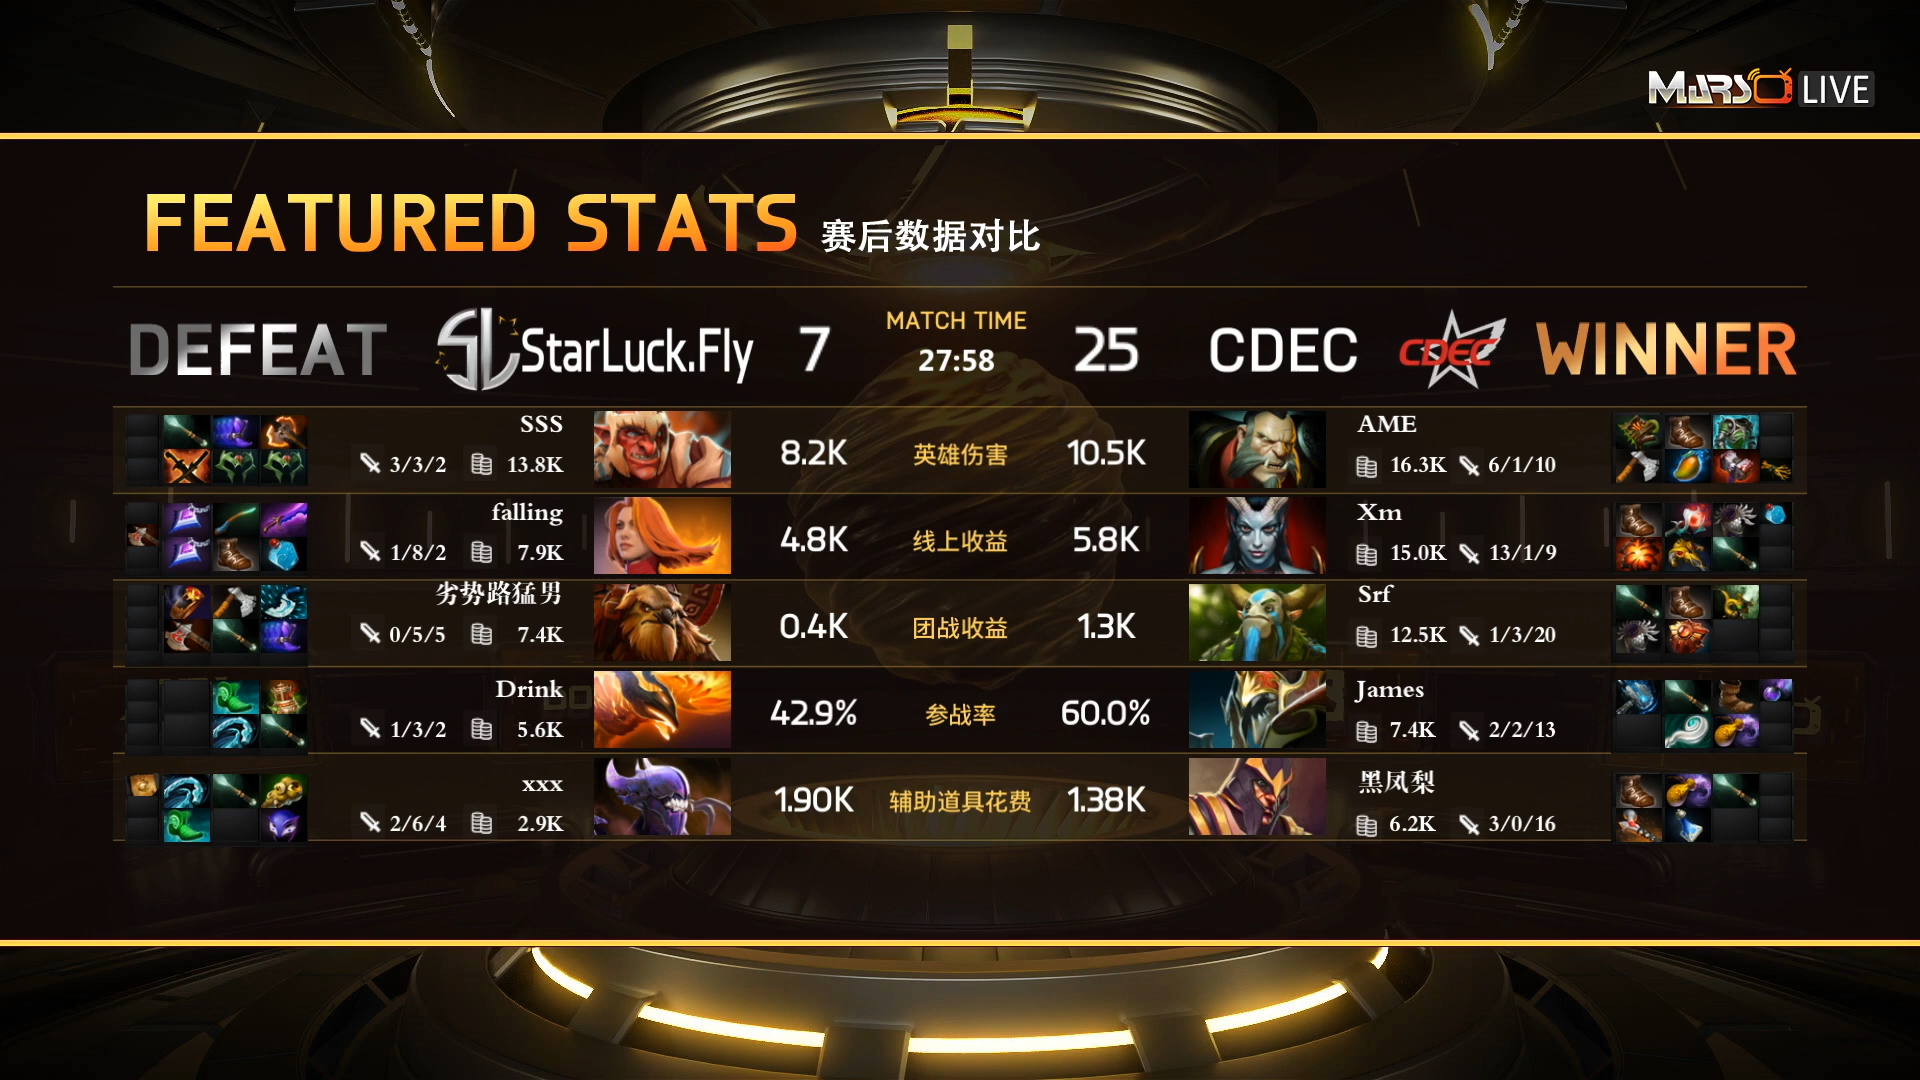 MarsTV LIVE
FEATURED STATS 赛后数据对比
DEFEAT SL StarLuck.Fly 7 MATCH TIME 27:58 25 CDEC CDEC WINNER
SSS
3/3/2 13.8K
8.2K 英雄伤害 10.5K
AME
16.3K 6/1/10
falling
1/8/2 7.9K
4.8K 线上收益 5.8K
Xm
15.0K 13/1/9
劣势路猛男
0/5/5 7.4K
0.4K 团战收益 1.3K
Srf
12.5K 1/3/20
Drink
1/3/2 5.6K
42.9% 参战率 60.0%
James
7.4K 2/2/13
xxx
2/6/4 2.9K
1.90K 辅助道具花费 1.38K
黑凤梨
6.2K 3/0/16